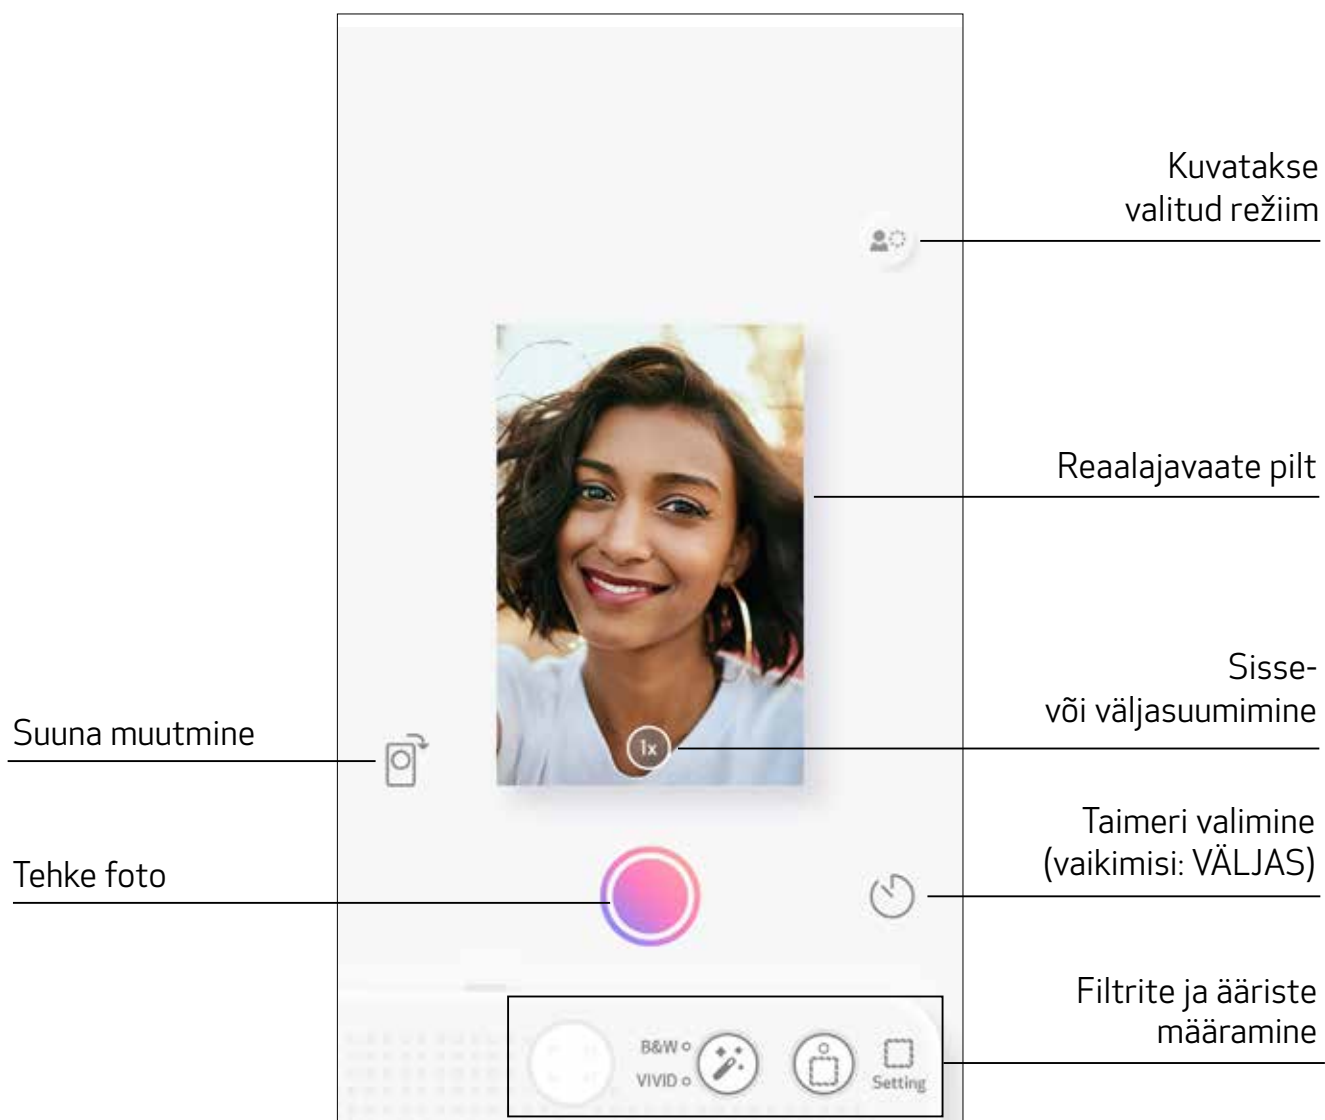 Kuvatakse
valitud režiim
Reaalajavaate pilt
Sisse-
või väljasuumimine
1x
Suuna muutmine
Taimeri valimine
(vaikimisi: VÄLJAS)
Tehke foto
Filtrite ja ääriste
määramine
B&W
VIVID
Setting